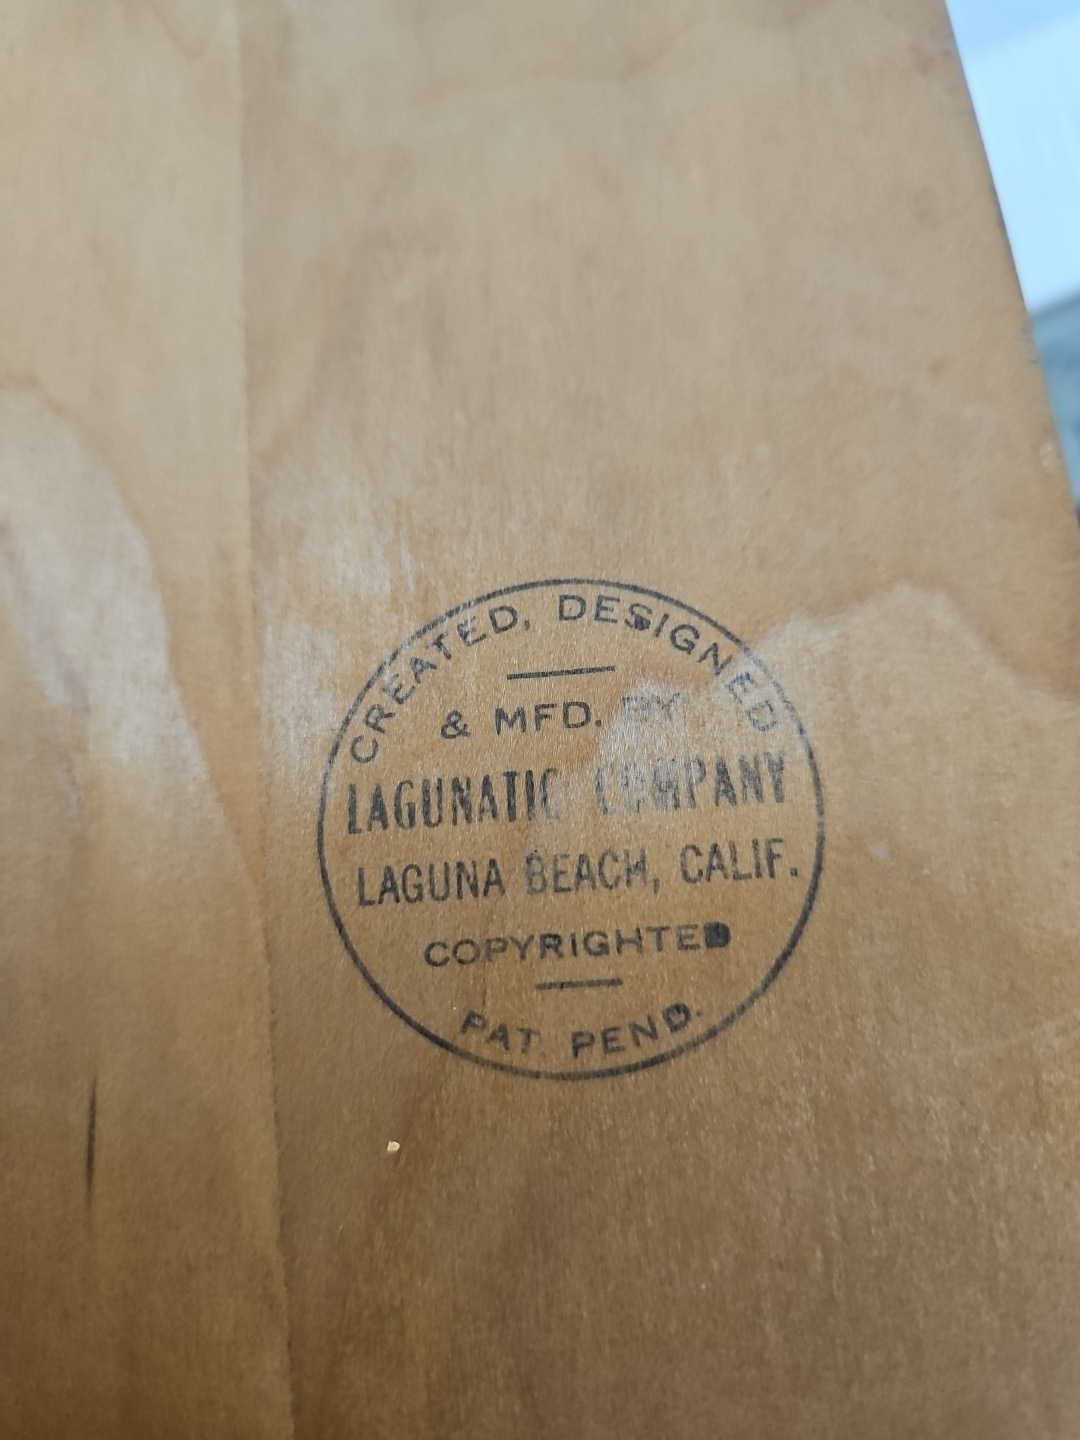 CREATED, DESIGNED
& MFD. BY
LAGUNATIC COMPANY
LAGUNA BEACH, CALIF.
COPYRIGHTED
PAT. PEND.